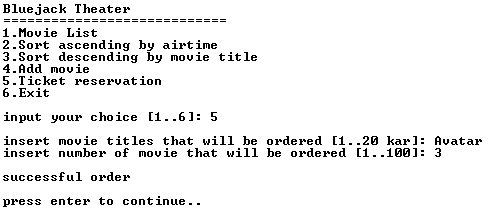 Bluejack Theater
============================
1.Movie List
2.Sort ascending by airtime
3.Sort descending by movie title
4.Add movie
5.Ticket reservation
6.Exit
input your choice [1..6]: 5
insert movie titles that will be ordered [1..20 kar]: Avatar
insert number of movie that will be ordered [1..100]: 3
successful order
press enter to continue..